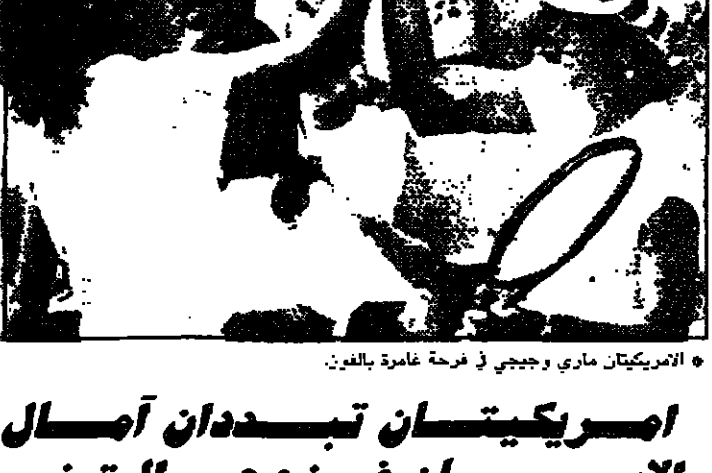 * الامريكيتان ماري وجيجي في فرحة غامرة بالفوز.
امريكيتان تبددان آمال